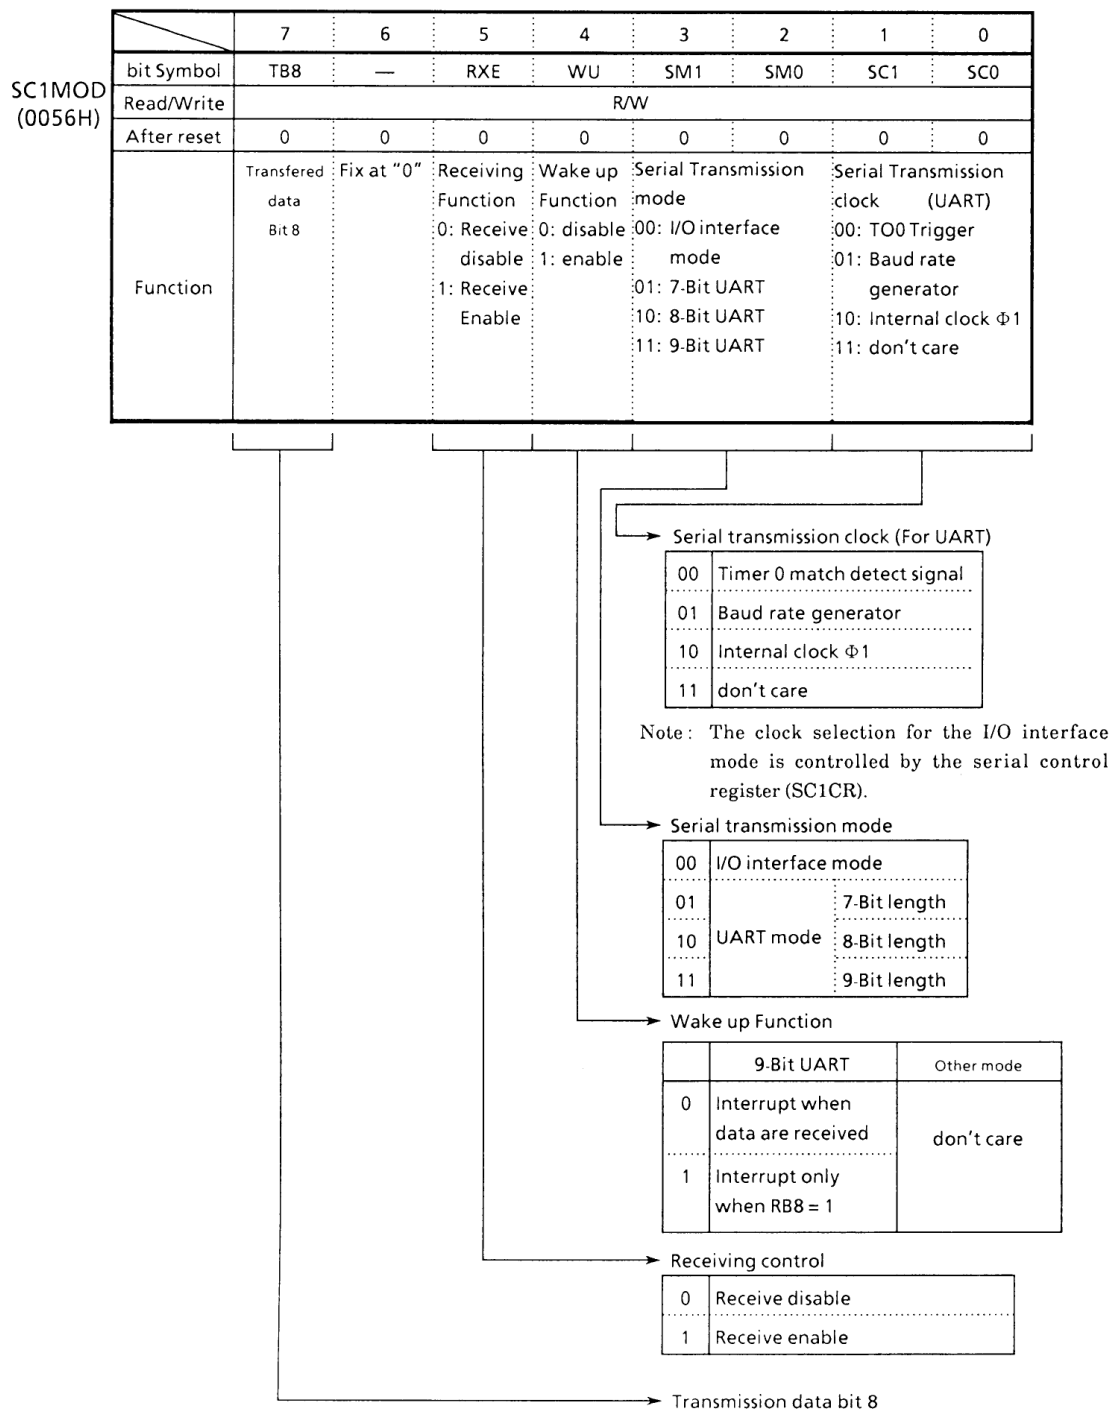 7 6 5 4 3 2 1 0
SC1MOD
(0056H)
bit Symbol TB8 — RXE WU SM1 SM0 SC1 SC0
Read/Write R/W
After reset 0 0 0 0 0 0 0 0
Function
Transfered
data
Bit 8
Fix at "0"
Receiving
Function
0: Receive
disable
1: Receive
Enable
Wake up
Function
0: disable
1: enable
Serial Transmission
mode
00: I/O interface
mode
01: 7-Bit UART
10: 8-Bit UART
11: 9-Bit UART
Serial Transmission
clock (UART)
00: TO0 Trigger
01: Baud rate
generator
10: Internal clock Φ1
11: don't care
Serial transmission clock (For UART)
00 Timer 0 match detect signal
01 Baud rate generator
10 Internal clock Φ1
11 don't care
Note : The clock selection for the I/O interface
mode is controlled by the serial control
register (SC1CR).
Serial transmission mode
00 I/O interface mode
01 7-Bit length
10 UART mode 8-Bit length
11 9-Bit length
Wake up Function
9-Bit UART Other mode
0 Interrupt when
data are received
don't care
1 Interrupt only
when RB8 = 1
Receiving control
0 Receive disable
1 Receive enable
Transmission data bit 8